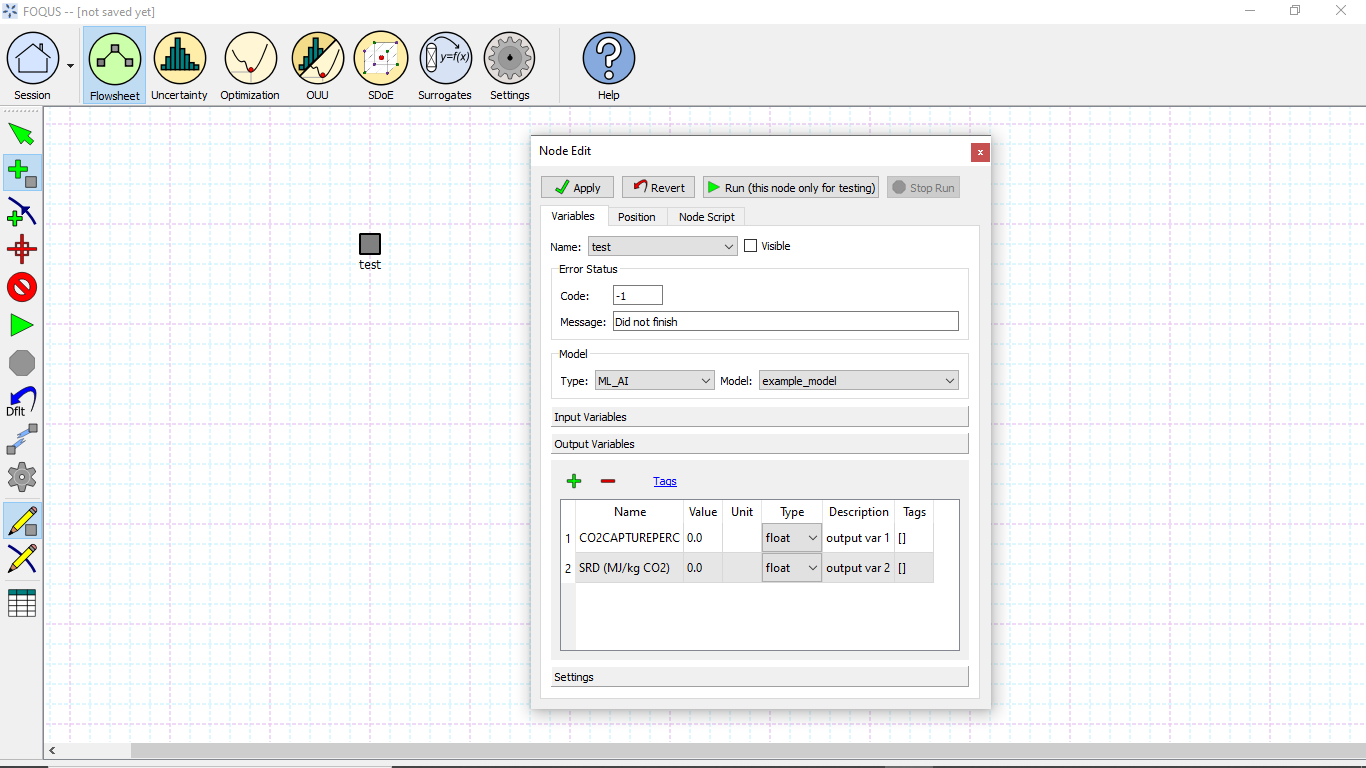 FOQUS -- [not saved yet]
y=f(x)
Session Flowsheet Uncertainty Optimization OUU SDoE Surrogates Settings Help
Node Edit
x
Apply Revert Run (this node only for testing) Stop Run
Variables Position Node Script
Name: test Visible
test
Error Status
Code: -1
Message: Did not finish
Model
Type: ML_AI Model: example_model
Dflt
Input Variables
Output Variables
Tags
Name Value Unit Type Description Tags
1 CO2CAPTUREPERC 0.0 float output var 1 []
2 SRD (MJ/kg CO2) 0.0 float output var 2 []
Settings